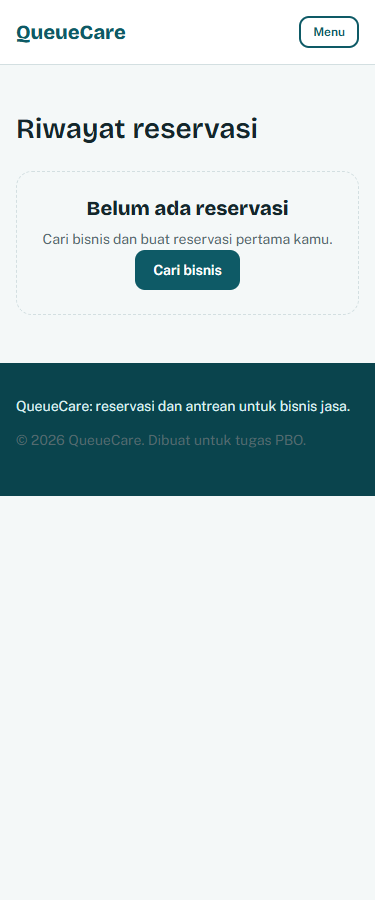 QueueCare
Menu
Riwayat reservasi
Belum ada reservasi
Cari bisnis dan buat reservasi pertama kamu.
Cari bisnis
QueueCare: reservasi dan antrean untuk bisnis jasa.
© 2026 QueueCare. Dibuat untuk tugas PBO.